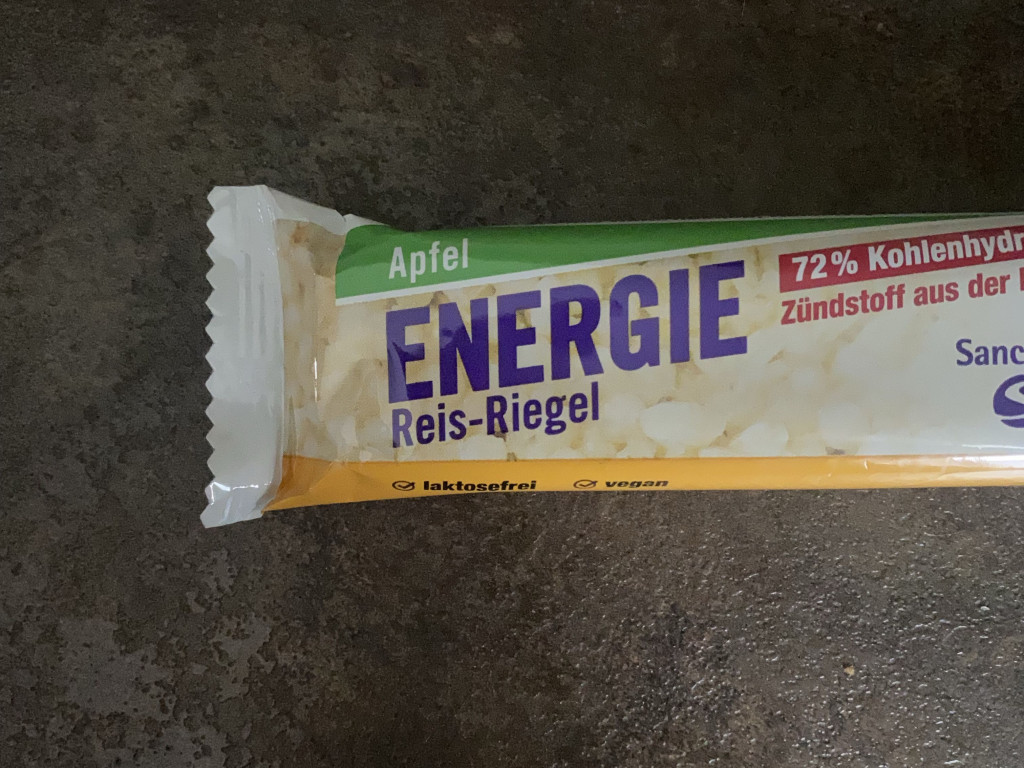 Apfel
ENERGIE
Reis-Riegel
72% Kohlenhydr
Zündstoff aus der
Sanc
laktosefrei
vegan